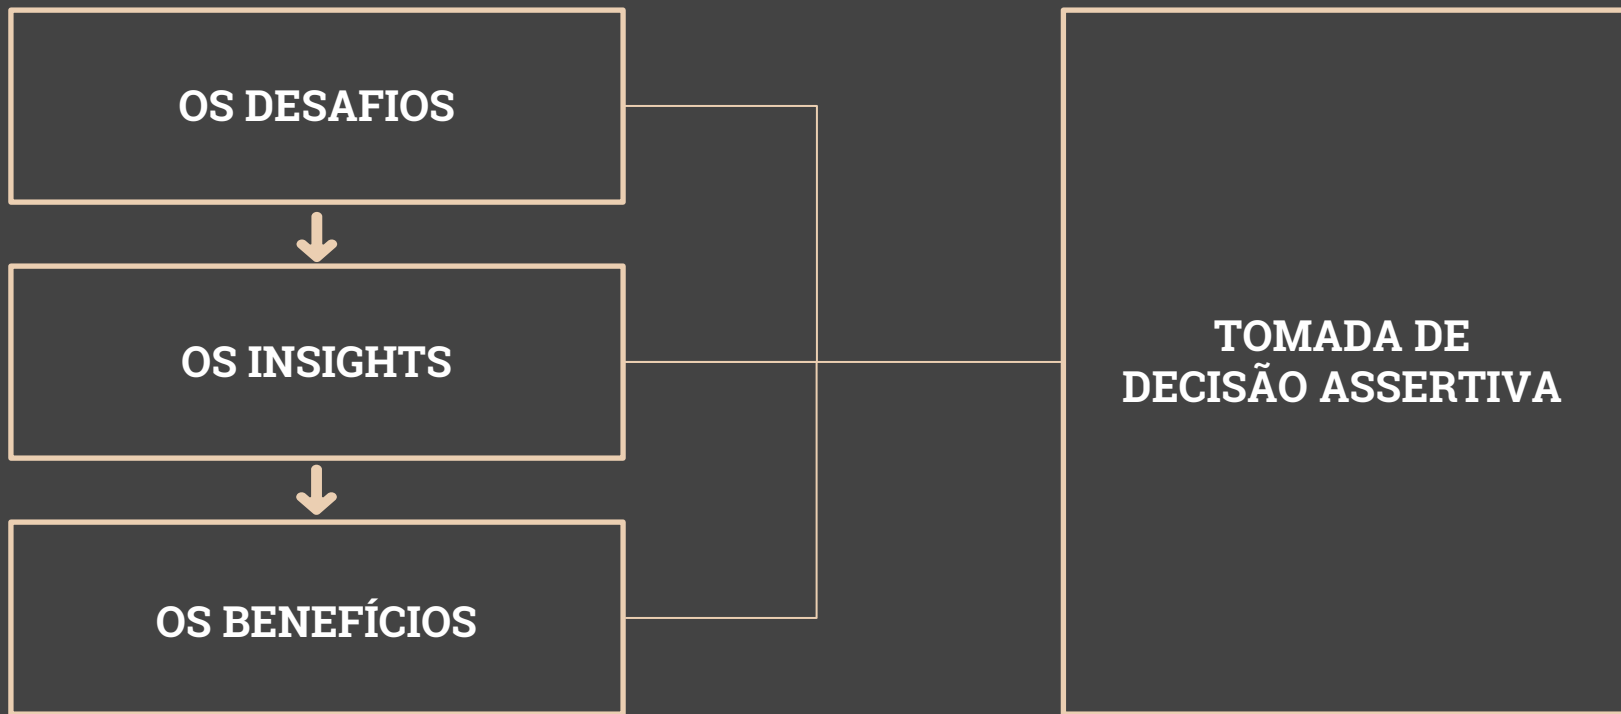 OS DESAFIOS
OS INSIGHTS
OS BENEFÍCIOS
TOMADA DE
DECISÃO ASSERTIVA